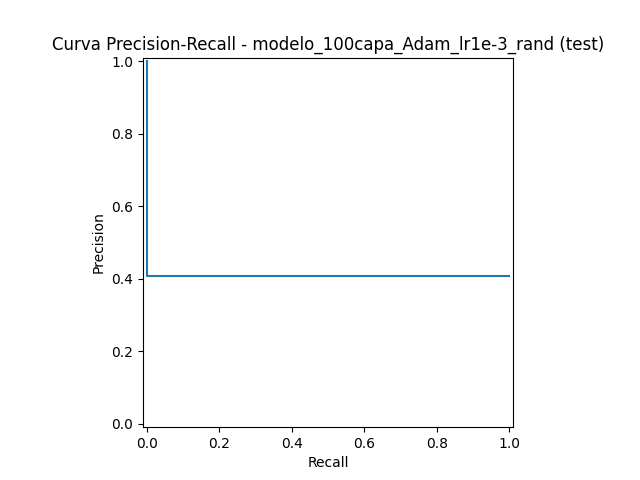 Curva Precision-Recall - modelo_100capa_Adam_lr1e-3_rand (test)
1.0
0.8
0.6
0.4
0.2
0.0
Precision
0.0 0.2 0.4 0.6 0.8 1.0
Recall